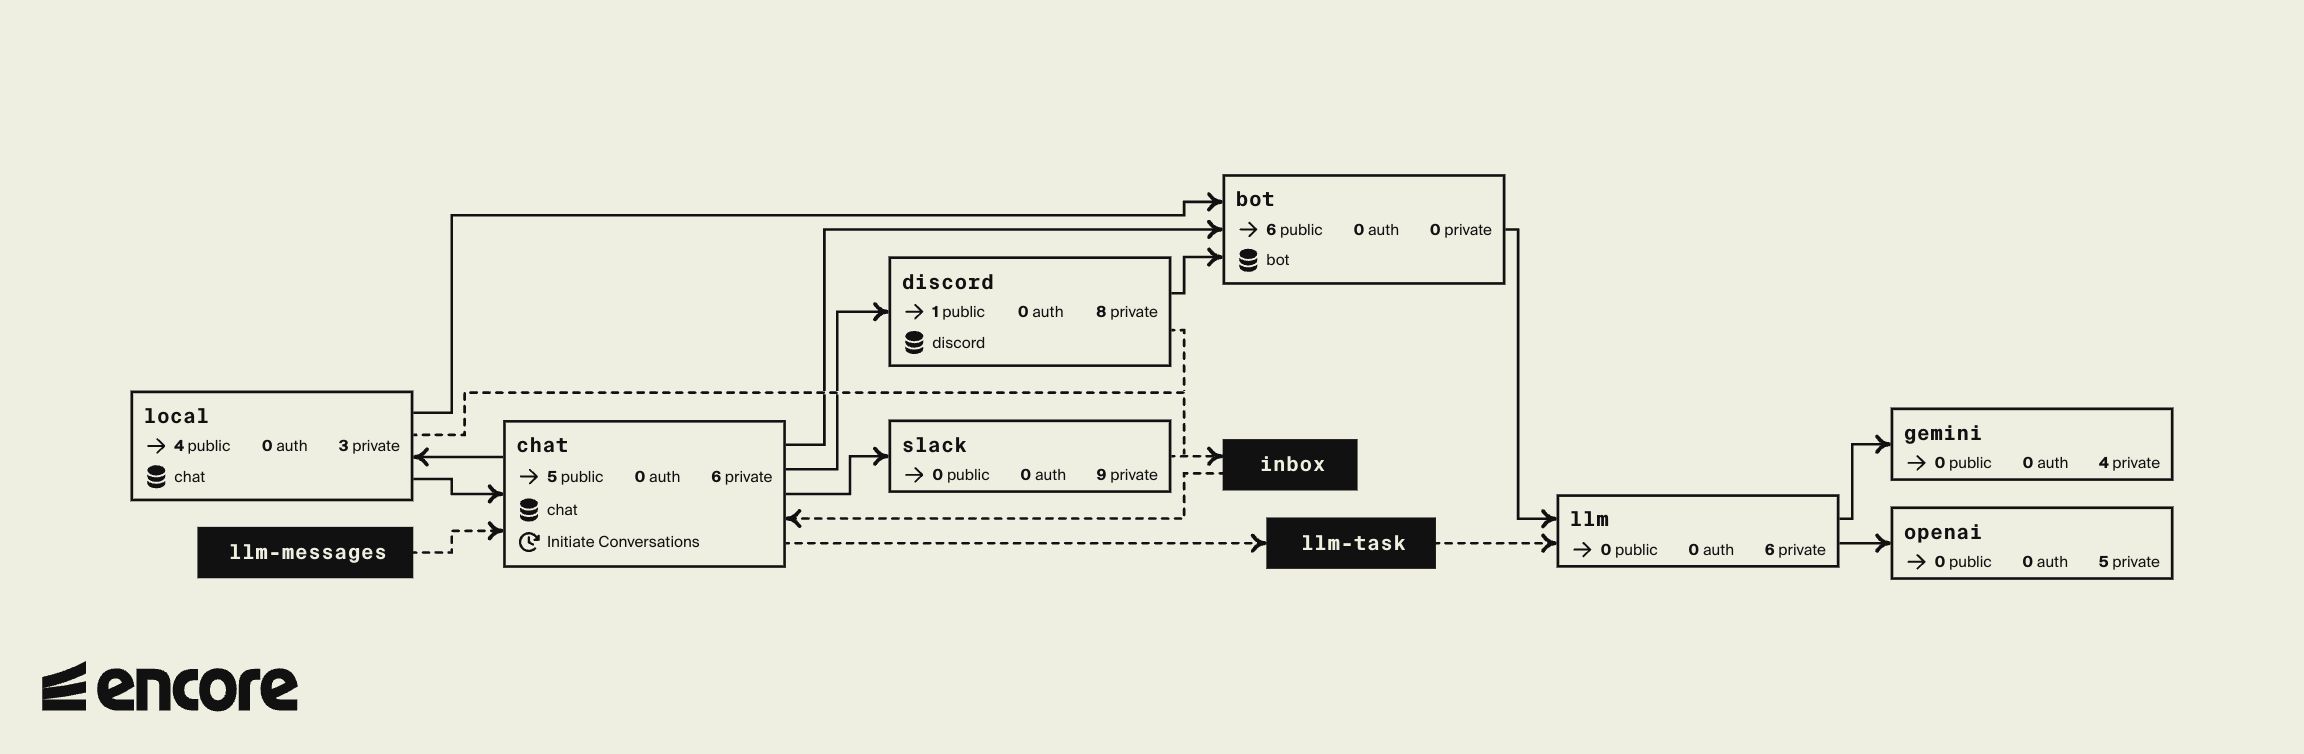 bot
6 public 0 auth 0 private
bot
discord
1 public 0 auth 8 private
discord
local
4 public 0 auth 3 private
chat
llm-messages
chat
5 public 0 auth 6 private
chat
Initiate Conversations
slack
0 public 0 auth 9 private
inbox
llm-task
llm
0 public 0 auth 6 private
gemini
0 public 0 auth 4 private
openai
0 public 0 auth 5 private
encore